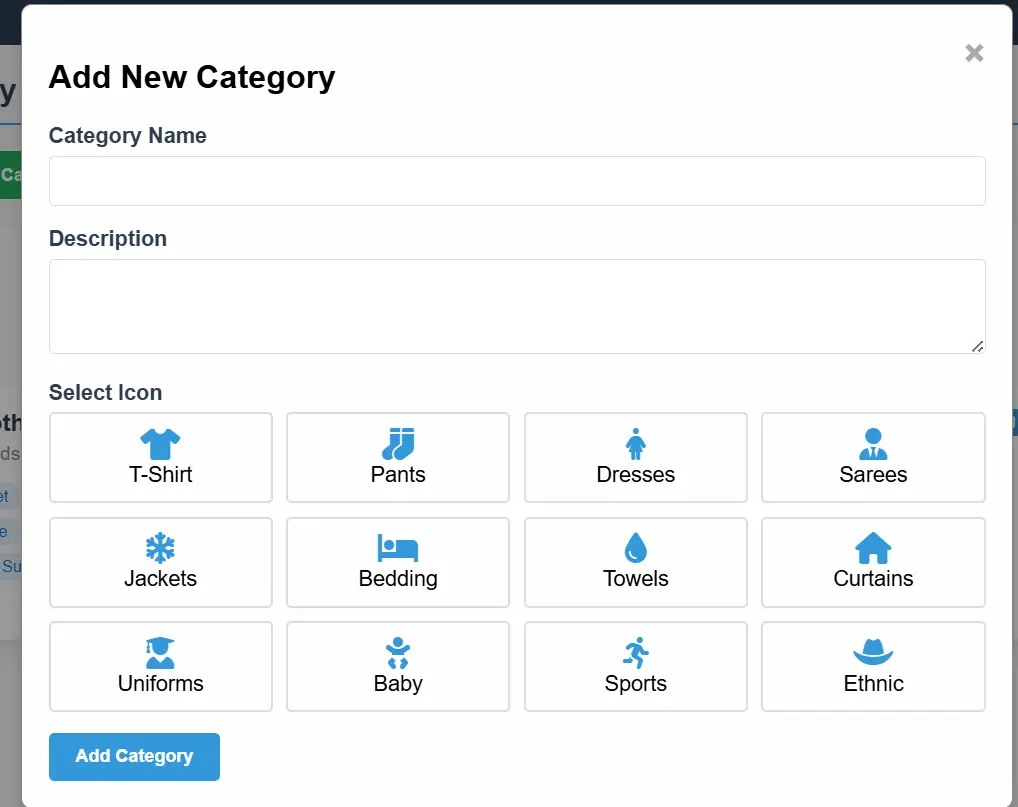 ×
Add New Category
Category Name
Description
Select Icon
T-Shirt Pants Dresses Sarees
Jackets Bedding Towels Curtains
Uniforms Baby Sports Ethnic
Add Category